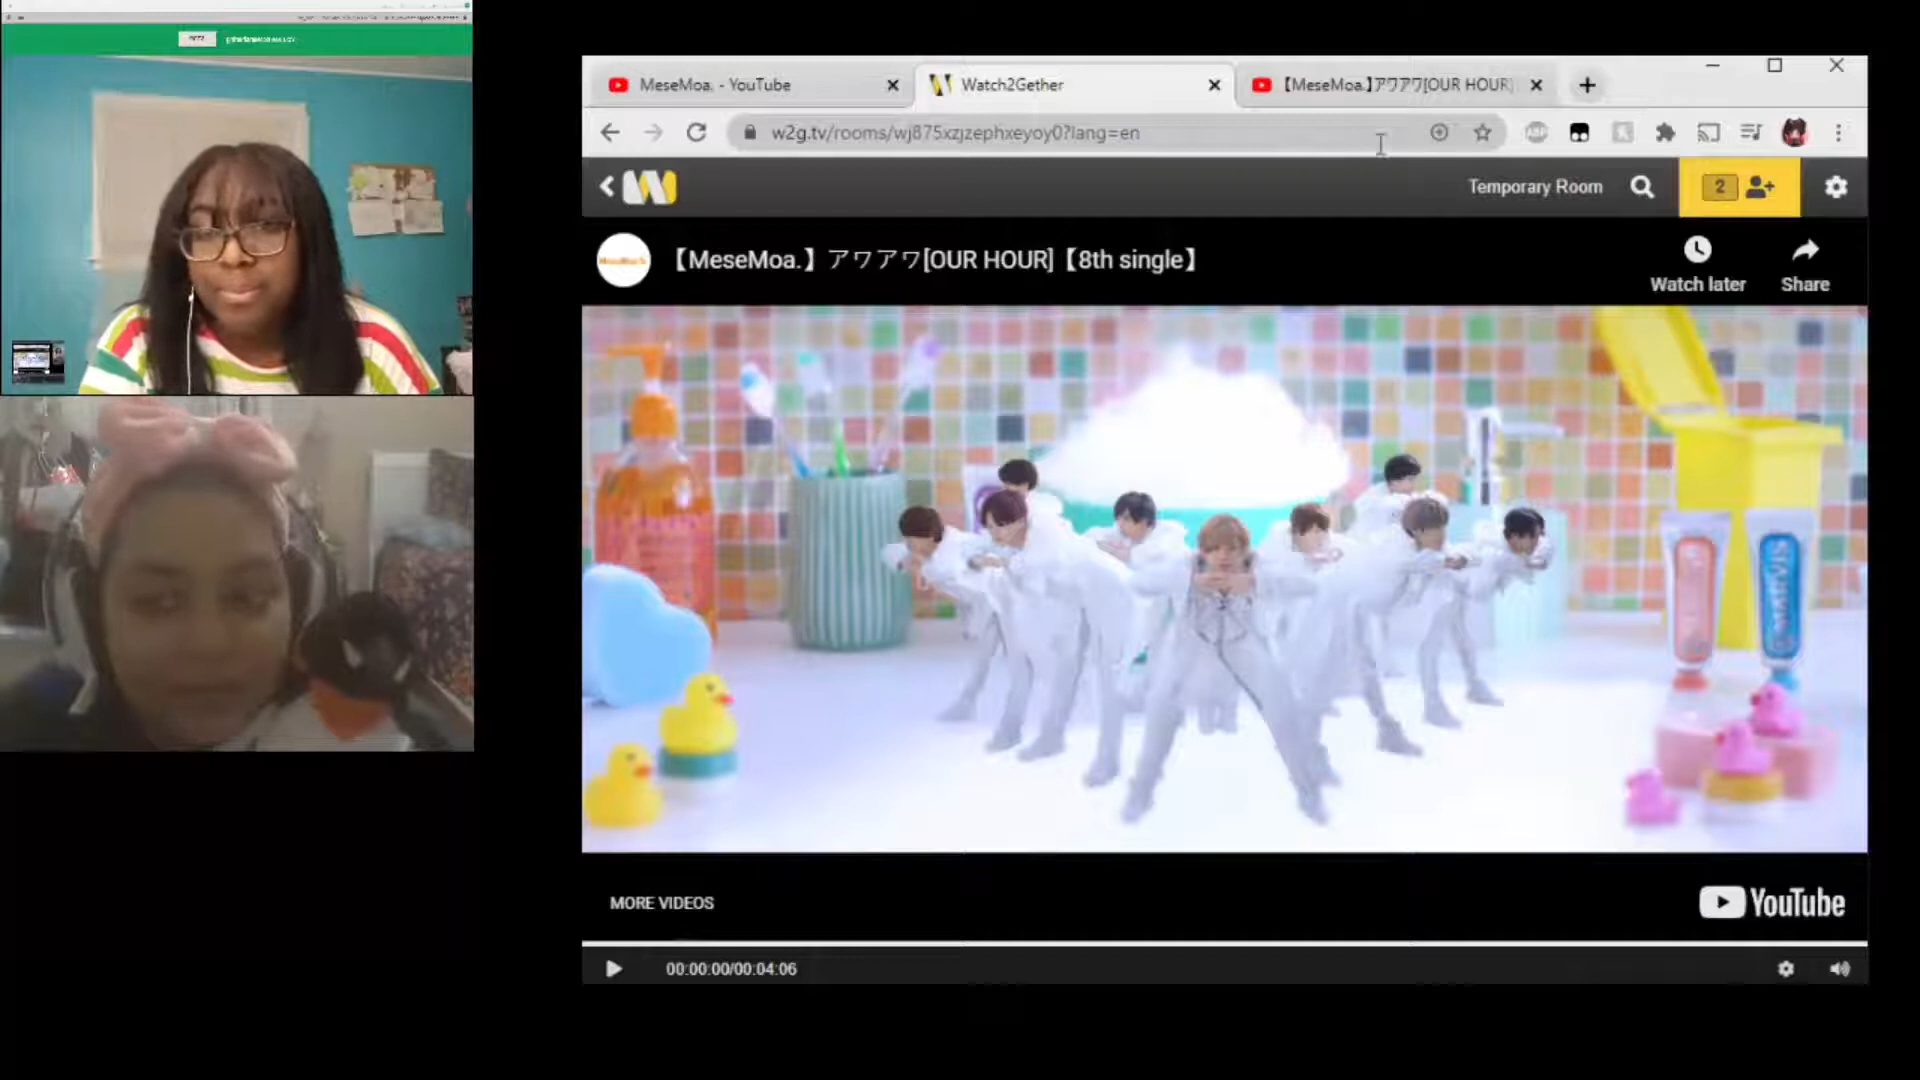 MeseMoa. - YouTube
Watch2Gether
【MeseMoa.】アワアワ[OUR HOUR]
w2g.tv/rooms/wj875xzjzephxeyoy0?lang=en
Temporary Room
2
【MeseMoa.】アワアワ[OUR HOUR]【8th single】
Watch later
Share
MARVIS
MORE VIDEOS
YouTube
00:00:00/00:04:06